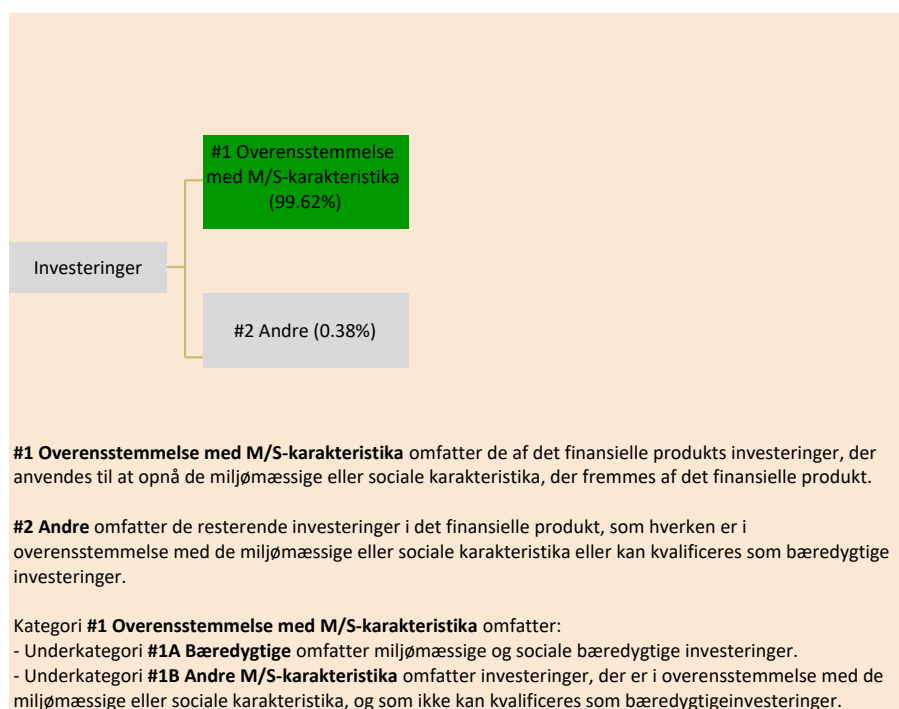 #1 Overensstemmelse
med M/S-karakteristika
(99.62%)
Investeringer
#2 Andre (0.38%)
#1 Overensstemmelse med M/S-karakteristika omfatter de af det finansielle produkts investeringer, der
anvendes til at opnå de miljømæssige eller sociale karakteristika, der fremmes af det finansielle produkt.
#2 Andre omfatter de resterende investeringer i det finansielle produkt, som hverken er i
overensstemmelse med de miljømæssige eller sociale karakteristika eller kan kvalificeres som bæredygtige
investeringer.
Kategori #1 Overensstemmelse med M/S-karakteristika omfatter:
- Underkategori #1A Bæredygtige omfatter miljømæssige og sociale bæredygtige investeringer.
- Underkategori #1B Andre M/S-karakteristika omfatter investeringer, der er i overensstemmelse med de
miljømæssige eller sociale karakteristika, og som ikke kan kvalificeres som bæredygtigeinvesteringer.